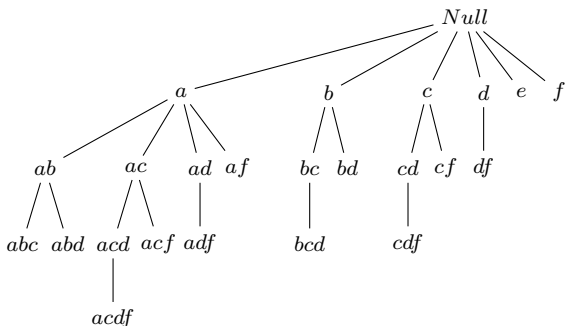 Null
a b c d e f
ab ac ad af bc bd cd cf df
abc abd acd acf adf bcd cdf
acdf